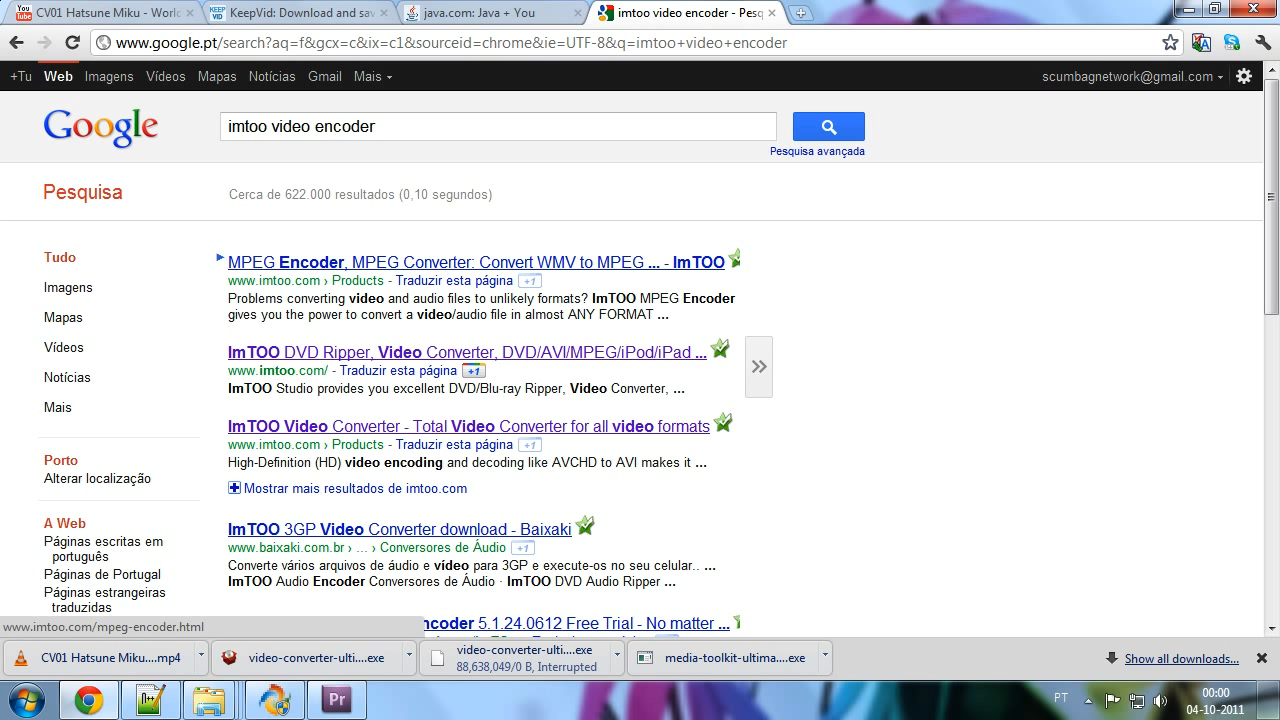 You Tube CV01 Hatsune Miku - World
KEEP VID KeepVid: Download and sav
java.com: Java + You
imtoo video encoder - Pesq
www.google.pt/search?aq=f&gcx=c&ix=c1&sourceid=chrome&ie=UTF-8&q=imtoo+video+encoder
+Tu Web Imagens Vídeos Mapas Notícias Gmail Mais
scumbagnetwork@gmail.com
Google
imtoo video encoder
Pesquisa avançada
Pesquisa
Cerca de 622.000 resultados (0,10 segundos)
Tudo
Imagens
Mapas
Vídeos
Notícias
Mais
Porto
Alterar localização
A Web
Páginas escritas em
português
Páginas de Portugal
Páginas estrangeiras
traduzidas
MPEG Encoder, MPEG Converter: Convert WMV to MPEG ... - ImTOO
www.imtoo.com › Products - Traduzir esta página +1
Problems converting video and audio files to unlikely formats? ImTOO MPEG Encoder
gives you the power to convert a video/audio file in almost ANY FORMAT ...
ImTOO DVD Ripper, Video Converter, DVD/AVI/MPEG/iPod/iPad ...
www.imtoo.com/ - Traduzir esta página +1
ImTOO Studio provides you excellent DVD/Blu-ray Ripper, Video Converter, ...
ImTOO Video Converter - Total Video Converter for all video formats
www.imtoo.com › Products - Traduzir esta página +1
High-Definition (HD) video encoding and decoding like AVCHD to AVI makes it ...
Mostrar mais resultados de imtoo.com
ImTOO 3GP Video Converter download - Baixaki
www.baixaki.com.br › ... › Conversores de Áudio +1
Converte vários arquivos de áudio e vídeo para 3GP e execute-os no seu celular.. ...
ImTOO Audio Encoder Conversores de Áudio · ImTOO DVD Audio Ripper ...
ncoder 5.1.24.0612 Free Trial - No matter ...
www.imtoo.com/mpeg-encoder.html
CV01 Hatsune Miku....mp4
video-converter-ulti....exe
video-converter-ulti....exe
88,638,049/0 B, Interrupted
media-toolkit-ultima....exe
Show all downloads...
Pr
PT
00:00
04-10-2011